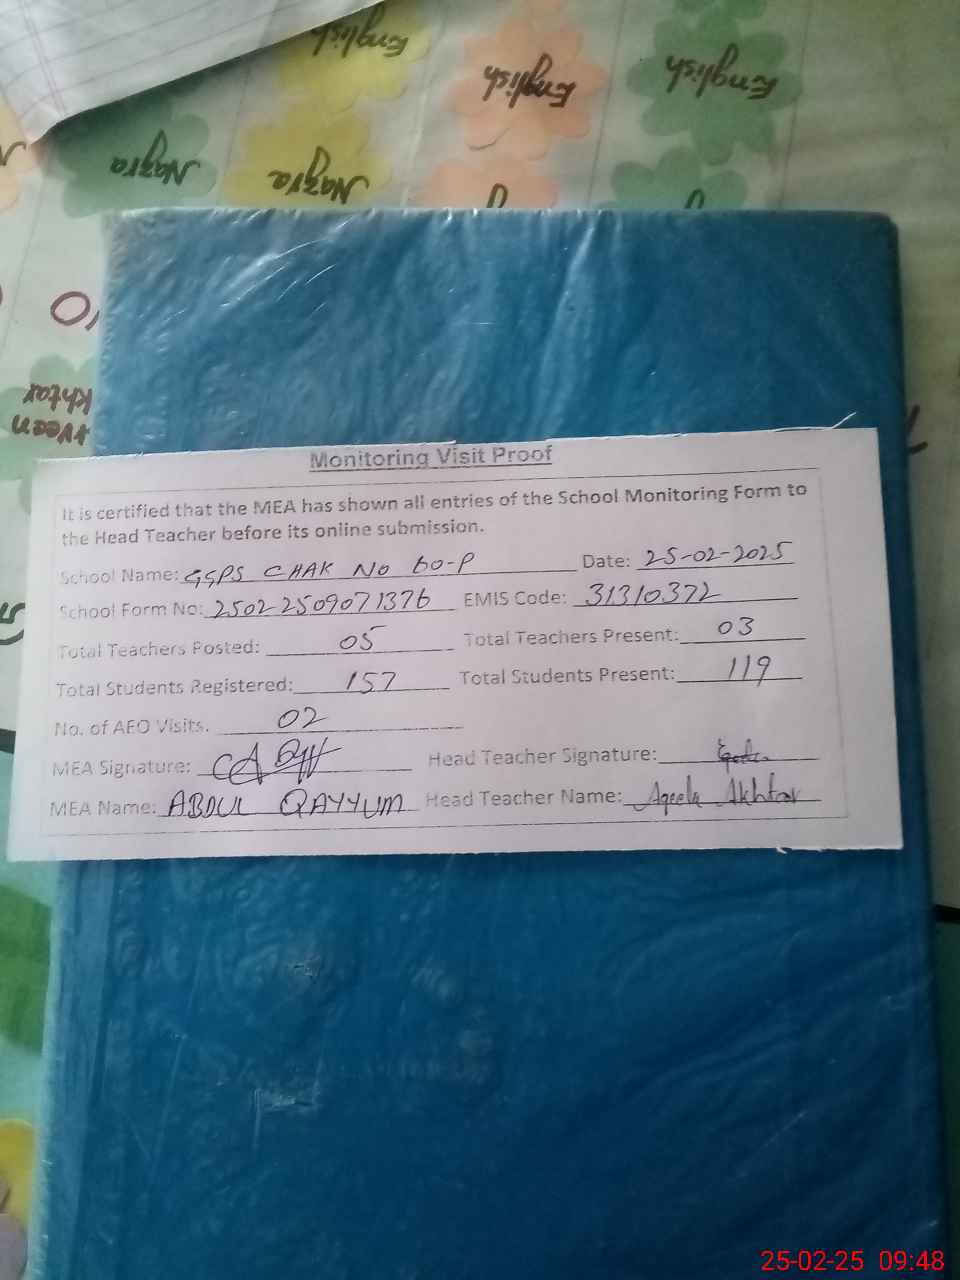 English
English
English
Nazra
Nazra
khtar
Monitoring Visit Proof
It is certified that the MEA has shown all entries of the School Monitoring Form to
the Head Teacher before its online submission.
School Name: GGPS CHAK No 60-P Date: 25-02-2025
School Form No: 25022509071376 EMIS Code: 31310372
Total Teachers Posted: 05 Total Teachers Present: 03
Total Students Registered: 157 Total Students Present: 119
No. of AEO Visits. 02
MEA Signature: Head Teacher Signature:
MEA Name: ABDUL QAYYUM Head Teacher Name: Aqeela Akhtar
25-02-25 09:48